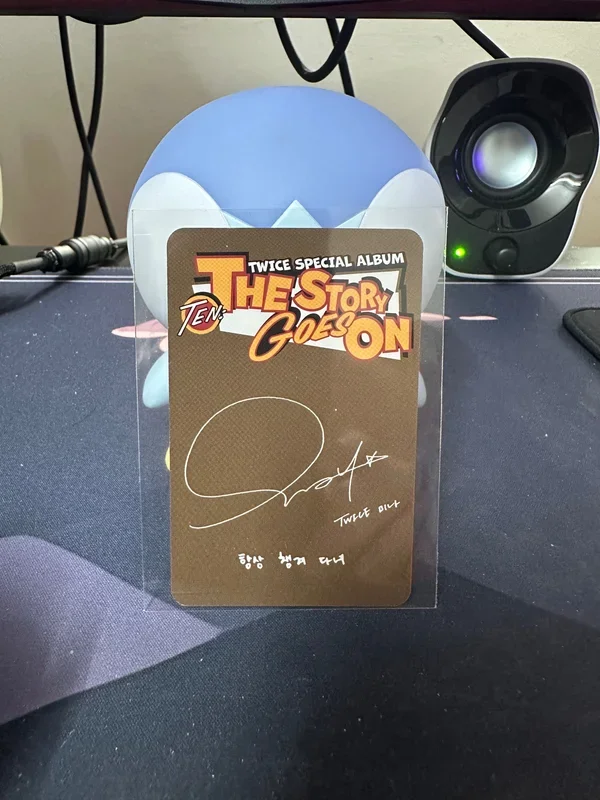 TWICE SPECIAL ALBUM
TEN:
THE STORY
GOES ON
TWICE 미나
항상 챙겨 다녀